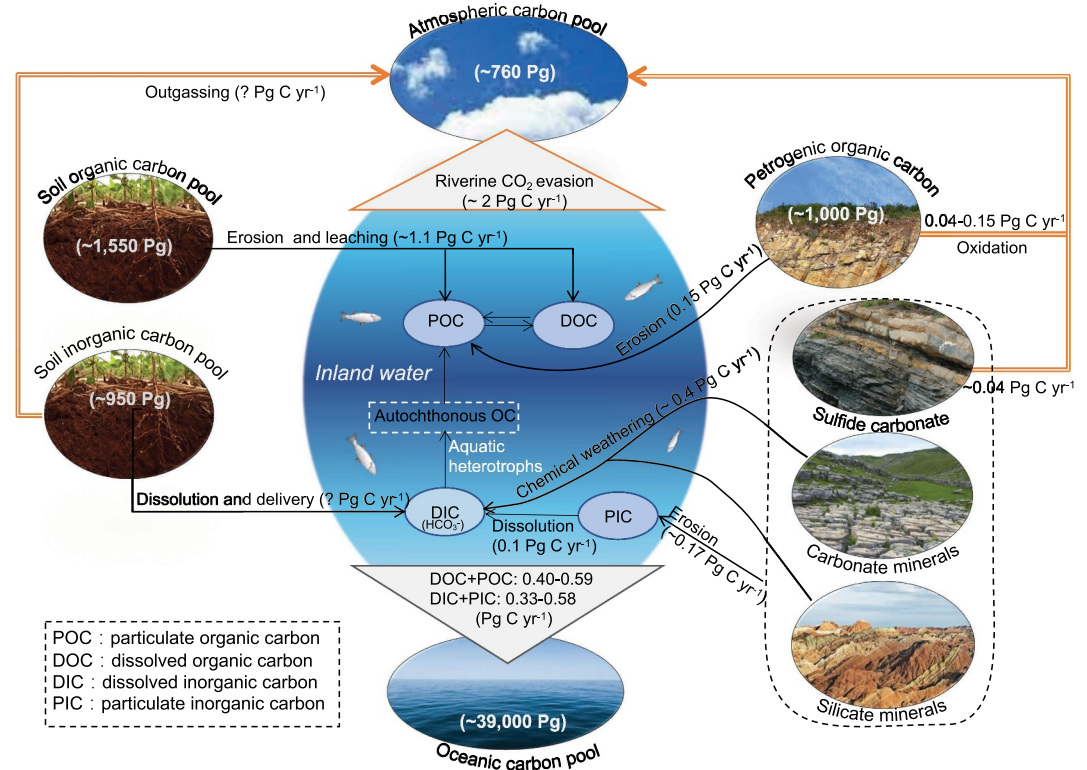 Atmospheric carbon pool
(~760 Pg)
Outgassing (? Pg C yr⁻¹)
Riverine CO₂ evasion
(~ 2 Pg C yr⁻¹)
Soil organic carbon pool
(~1,550 Pg)
Erosion and leaching (~1.1 Pg C yr⁻¹)
Petrogenic organic carbon
(~1,000 Pg)
0.04-0.15 Pg C yr⁻¹
Oxidation
POC
DOC
Erosion (0.15 Pg C yr⁻¹)
Soil inorganic carbon pool
(~950 Pg)
Inland water
~0.04 Pg C yr⁻¹
Sulfide carbonate
Autochthonous OC
Aquatic
heterotrophs
Chemical weathering (~ 0.4 Pg C yr⁻¹)
Dissolution and delivery (? Pg C yr⁻¹)
DIC
(HCO₃⁻)
Dissolution
(0.1 Pg C yr⁻¹)
PIC
Erosion
(~0.17 Pg C yr⁻¹)
Carbonate minerals
Silicate minerals
DOC+POC: 0.40-0.59
DIC+PIC: 0.33-0.58
(Pg C yr⁻¹)
(~39,000 Pg)
Oceanic carbon pool
POC : particulate organic carbon
DOC : dissolved organic carbon
DIC : dissolved inorganic carbon
PIC : particulate inorganic carbon